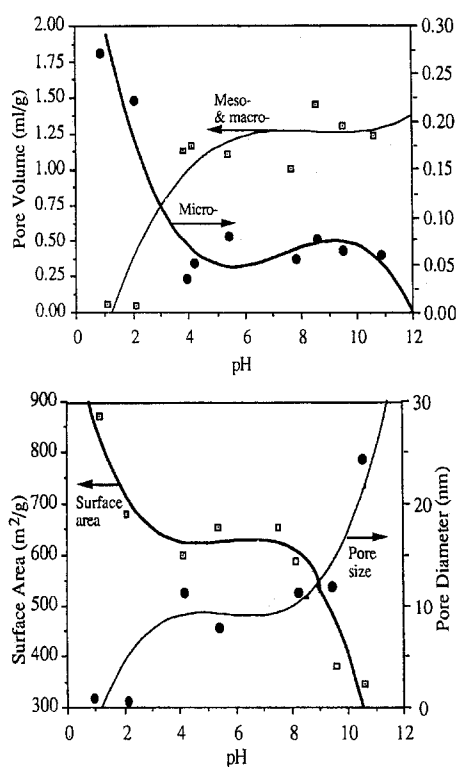 2.00
1.75
1.50
1.25
1.00
0.75
0.50
0.25
0.00
Pore Volume (ml/g)
0.30
0.25
0.20
0.15
0.10
0.05
0.00
Meso-
& macro-
Micro-
0 2 4 6 8 10 12
pH
900
800
700
600
500
400
300
Surface Area (m²/g)
30
20
10
0
Pore Diameter (nm)
Surface
area
Pore
size
0 2 4 6 8 10 12
pH